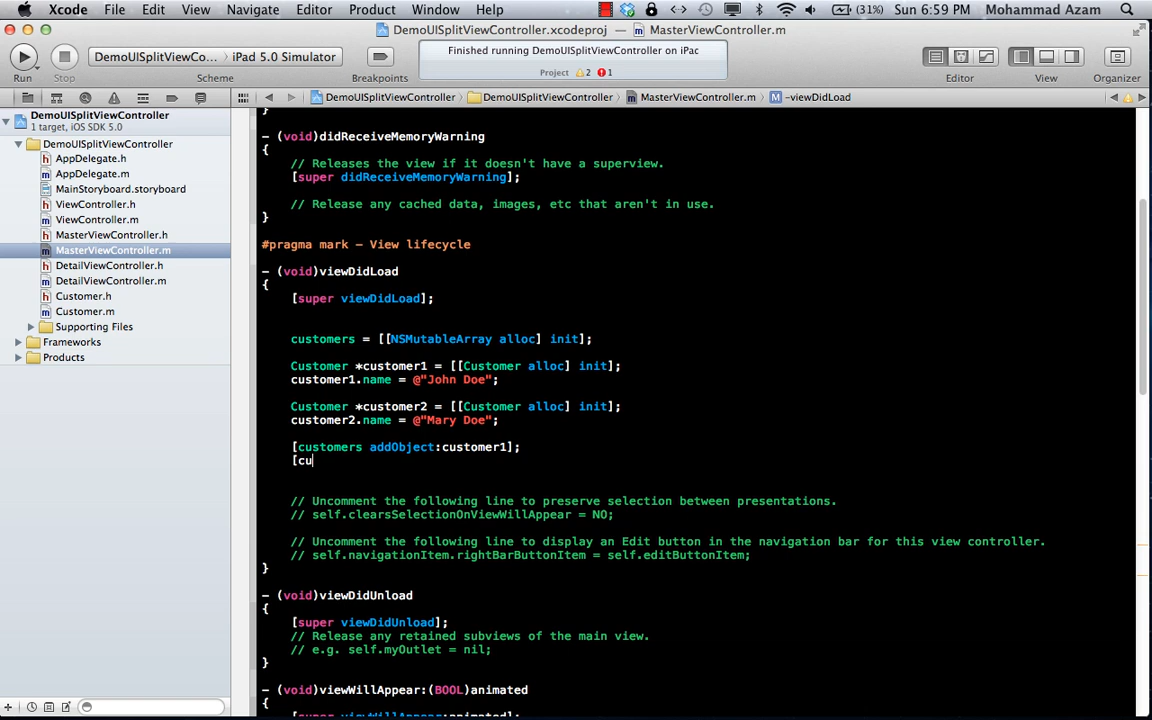 Xcode File Edit View Navigate Editor Product Window Help (31%) Sun 6:59 PM Mohammad Azam
DemoUISplitViewController.xcodeproj — MasterViewController.m
Run Stop DemoUISplitViewCo... iPad 5.0 Simulator
Scheme Breakpoints
Finished running DemoUISplitViewController on iPac
Project 2 1
Editor View Organizer
DemoUISplitViewController DemoUISplitViewController MasterViewController.m M -viewDidLoad
DemoUISplitViewController
1 target, iOS SDK 5.0
DemoUISplitViewController
h AppDelegate.h
m AppDelegate.m
MainStoryboard.storyboard
h ViewController.h
m ViewController.m
h MasterViewController.h
m MasterViewController.m
h DetailViewController.h
m DetailViewController.m
h Customer.h
m Customer.m
Supporting Files
Frameworks
Products
}
- (void)didReceiveMemoryWarning
{
// Releases the view if it doesn't have a superview.
[super didReceiveMemoryWarning];
// Release any cached data, images, etc that aren't in use.
}
#pragma mark - View lifecycle
- (void)viewDidLoad
{
[super viewDidLoad];
customers = [[NSMutableArray alloc] init];
Customer *customer1 = [[Customer alloc] init];
customer1.name = @"John Doe";
Customer *customer2 = [[Customer alloc] init];
customer2.name = @"Mary Doe";
[customers addObject:customer1];
[cu
// Uncomment the following line to preserve selection between presentations.
// self.clearsSelectionOnViewWillAppear = NO;
// Uncomment the following line to display an Edit button in the navigation bar for this view controller.
// self.navigationItem.rightBarButtonItem = self.editButtonItem;
}
- (void)viewDidUnload
{
[super viewDidUnload];
// Release any retained subviews of the main view.
// e.g. self.myOutlet = nil;
}
- (void)viewWillAppear:(BOOL)animated
{
[super viewWillAppear:animated];